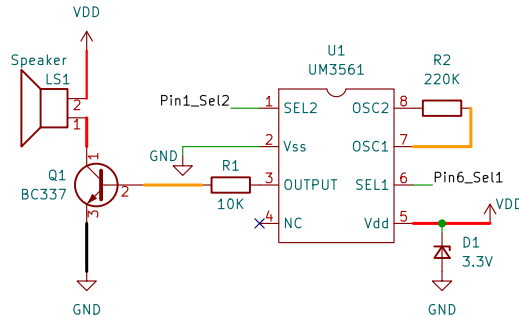 VDD
Speaker
LS1
2
1
Q1
BC337
1
2
3
GND
Pin1_Sel2
GND
R1
10K
U1
UM3561
1
SEL2
2
Vss
3
OUTPUT
4
NC
OSC2
8
OSC1
7
SEL1
6
Vdd
5
R2
220K
Pin6_Sel1
VDD
D1
3.3V
GND